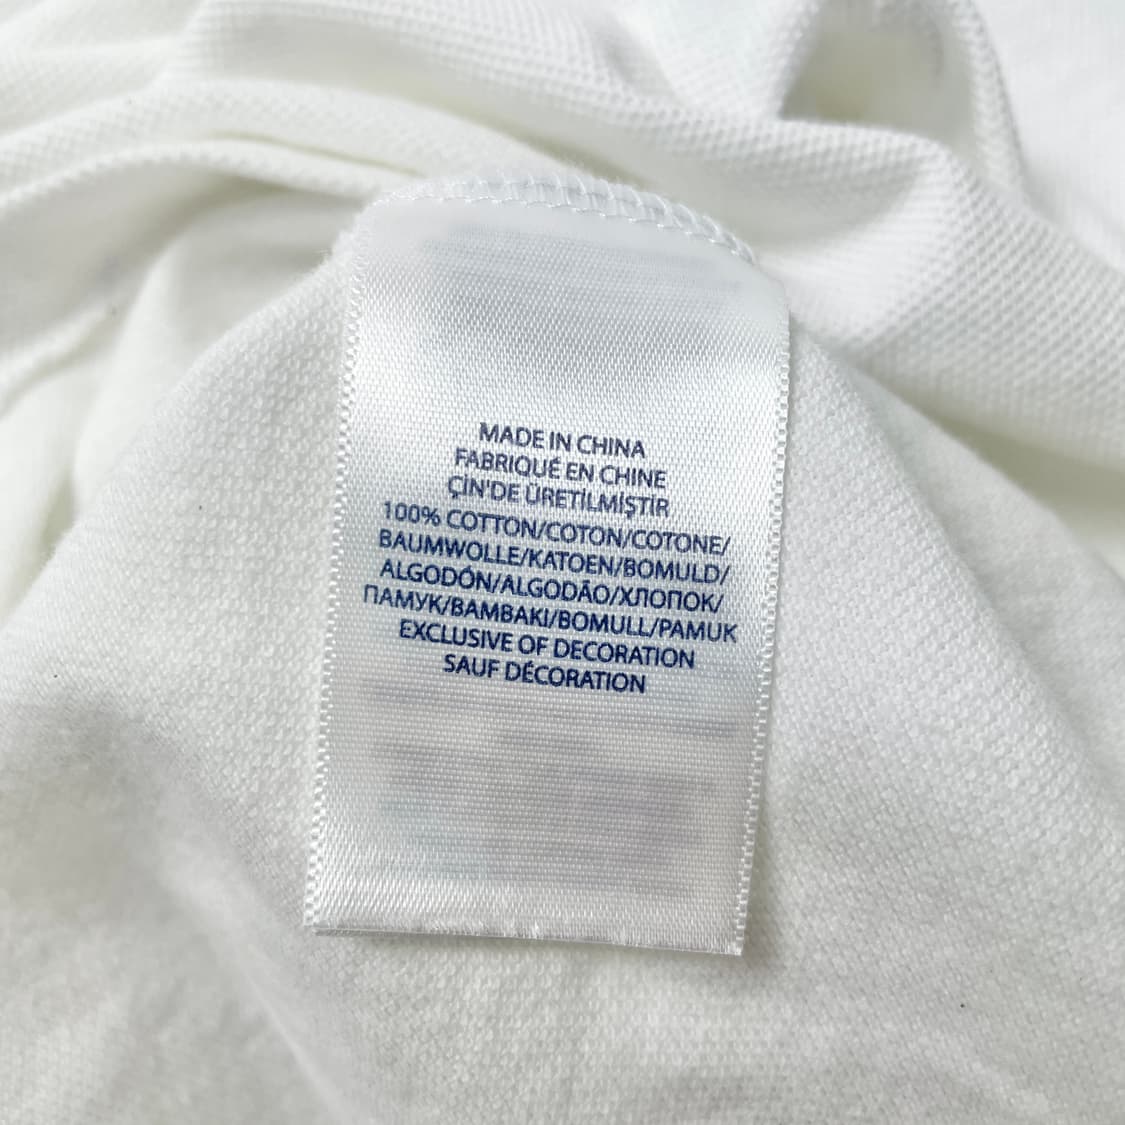 MADE IN CHINA
FABRIQUÉ EN CHINE
ÇİN'DE ÜRETİLMİŞTİR
100% COTTON/COTON/COTONE/
BAUMWOLLE/KATOEN/BOMULD/
ALGODÓN/ALGODÃO/ХЛОПОК/
ПАМУК/BAMBAKI/BOMULL/PAMUK
EXCLUSIVE OF DECORATION
SAUF DÉCORATION